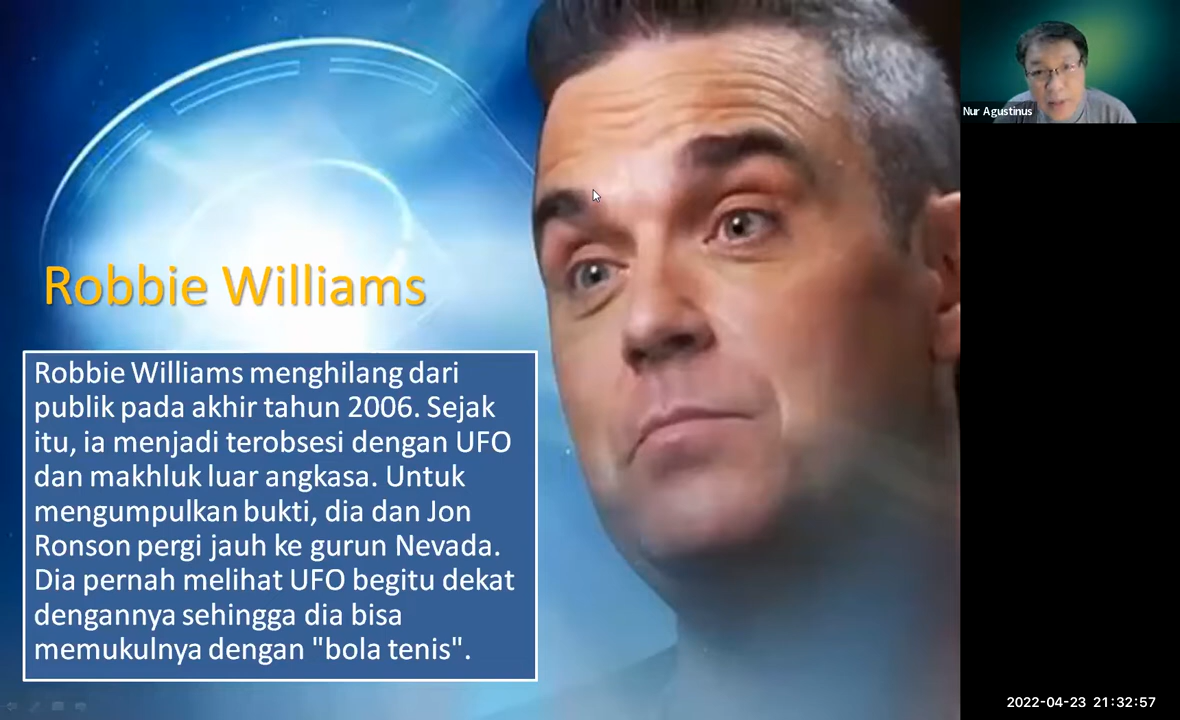 Robbie Williams
Robbie Williams menghilang dari
publik pada akhir tahun 2006. Sejak
itu, ia menjadi terobsesi dengan UFO
dan makhluk luar angkasa. Untuk
mengumpulkan bukti, dia dan Jon
Ronson pergi jauh ke gurun Nevada.
Dia pernah melihat UFO begitu dekat
dengannya sehingga dia bisa
memukulnya dengan "bola tenis".
Nur Agustinus
2022-04-23 21:32:57